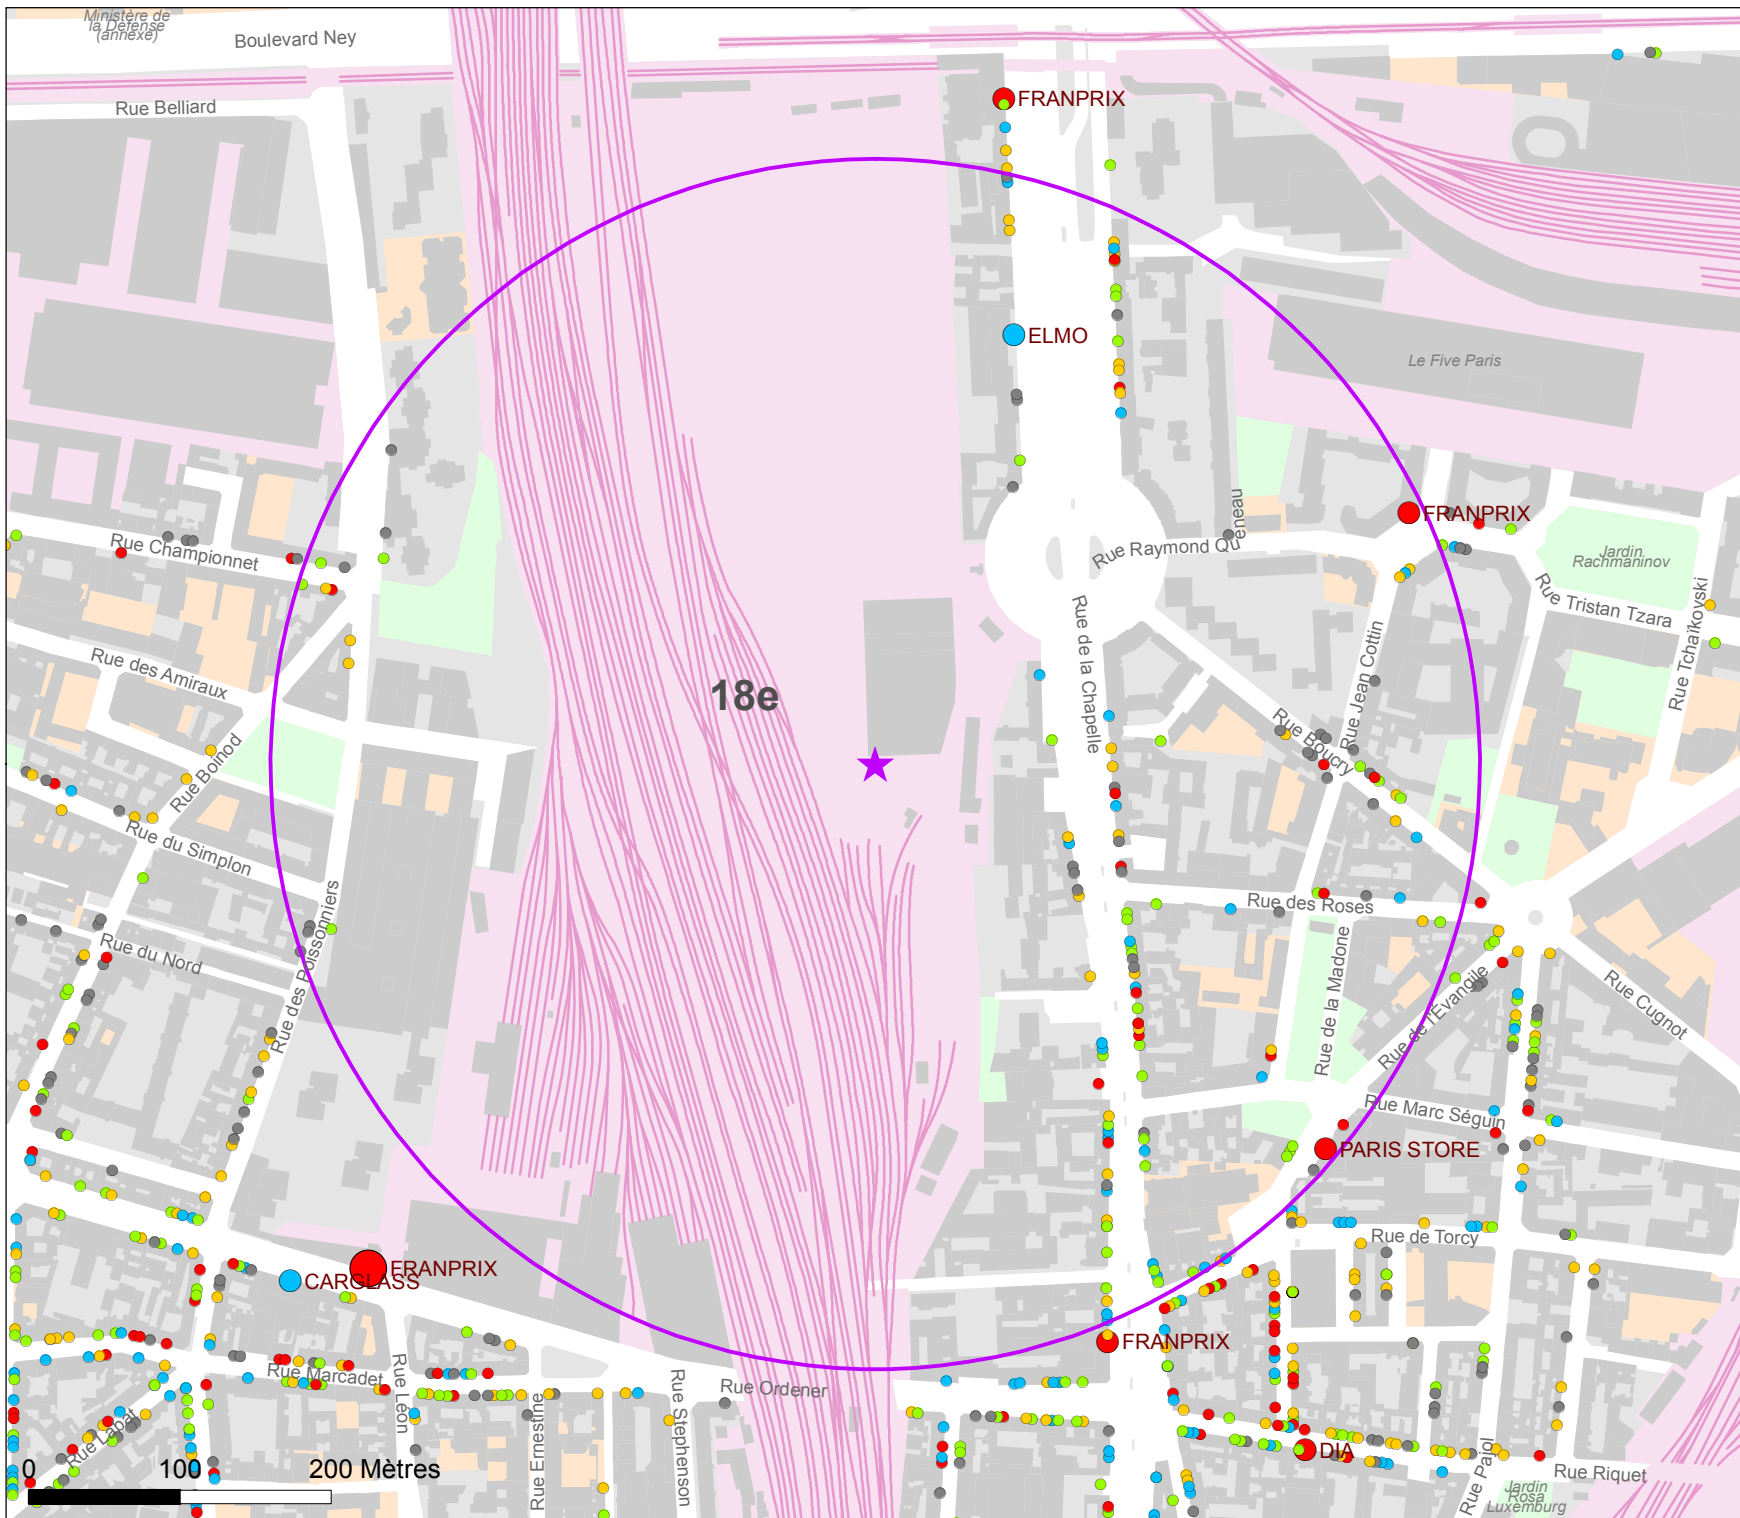 Ministère de
la Défense
(annexe)
Boulevard Ney
Rue Belliard
FRANPRIX
ELMO
Le Five Paris
FRANPRIX
Rue Championnet
Rue Raymond Queneau
Jardin
Rachmaninov
Rue Tristan Tzara
Rue Tchaïkovski
Rue des Amiraux
Rue de la Chapelle
Rue Jean Cottin
18e
Rue Boucry
Rue Boinod
Rue du Simplon
Rue des Roses
Rue du Nord
Rue des Poissonniers
Rue de la Madone
Rue de l'Évangile
Rue Cugnot
Rue Marc Séguin
PARIS STORE
Rue de Torcy
FRANPRIX
CARGLASS
FRANPRIX
Rue Marcadet
Rue Léon
Rue Ordener
Rue Stephenson
Rue Ernestine
Rue Labat
DIA
Rue Pajol
Rue Riquet
Jardin
Rosa
Luxemburg
0 100 200 Mètres